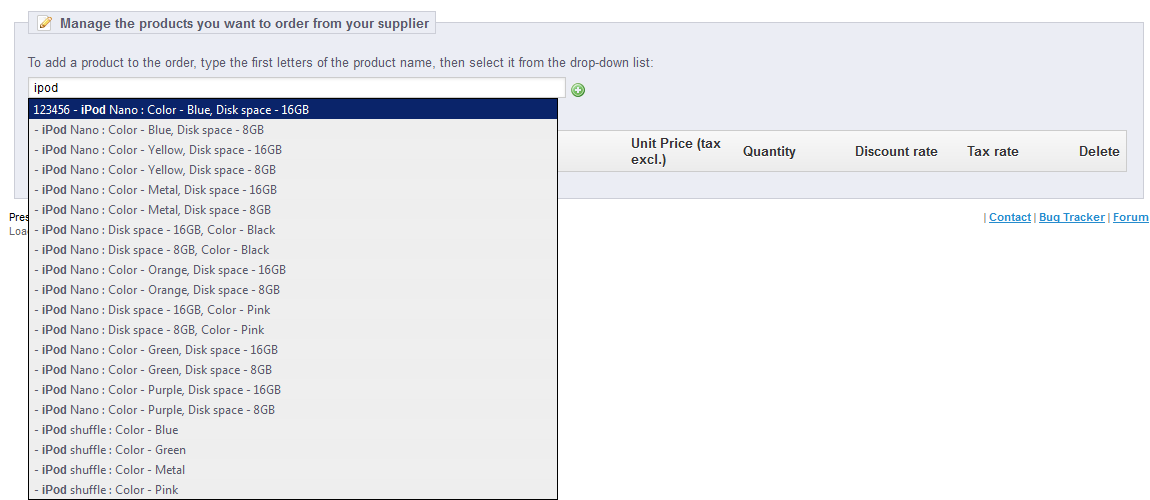 Manage the products you want to order from your supplier
To add a product to the order, type the first letters of the product name, then select it from the drop-down list:
ipod
123456 - iPod Nano : Color - Blue, Disk space - 16GB
- iPod Nano : Color - Blue, Disk space - 8GB
Unit Price (tax excl.) Quantity Discount rate Tax rate Delete
- iPod Nano : Color - Yellow, Disk space - 16GB
- iPod Nano : Color - Yellow, Disk space - 8GB
- iPod Nano : Color - Metal, Disk space - 16GB
- iPod Nano : Color - Metal, Disk space - 8GB
Pres
| Contact | Bug Tracker | Forum
Load
- iPod Nano : Disk space - 16GB, Color - Black
- iPod Nano : Disk space - 8GB, Color - Black
- iPod Nano : Color - Orange, Disk space - 16GB
- iPod Nano : Color - Orange, Disk space - 8GB
- iPod Nano : Disk space - 16GB, Color - Pink
- iPod Nano : Disk space - 8GB, Color - Pink
- iPod Nano : Color - Green, Disk space - 16GB
- iPod Nano : Color - Green, Disk space - 8GB
- iPod Nano : Color - Purple, Disk space - 16GB
- iPod Nano : Color - Purple, Disk space - 8GB
- iPod shuffle : Color - Blue
- iPod shuffle : Color - Green
- iPod shuffle : Color - Metal
- iPod shuffle : Color - Pink